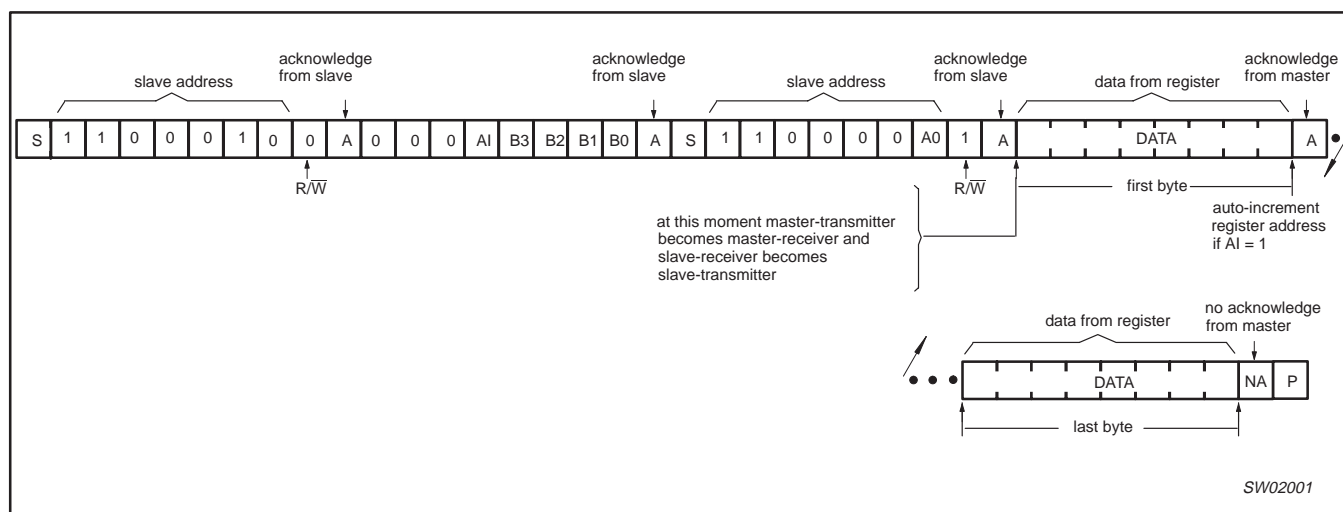 acknowledge from slave
acknowledge from slave
acknowledge from slave
acknowledge from master
slave address
slave address
data from register
S 1 1 0 0 0 1 0 0 A 0 0 0 AI B3 B2 B1 B0 A S 1 1 0 0 0 0 A0 1 A DATA A
R/W̅
R/W̅
first byte
at this moment master-transmitter
becomes master-receiver and
slave-receiver becomes
slave-transmitter
auto-increment
register address
if AI = 1
data from register
no acknowledge
from master
DATA NA P
last byte
SW02001